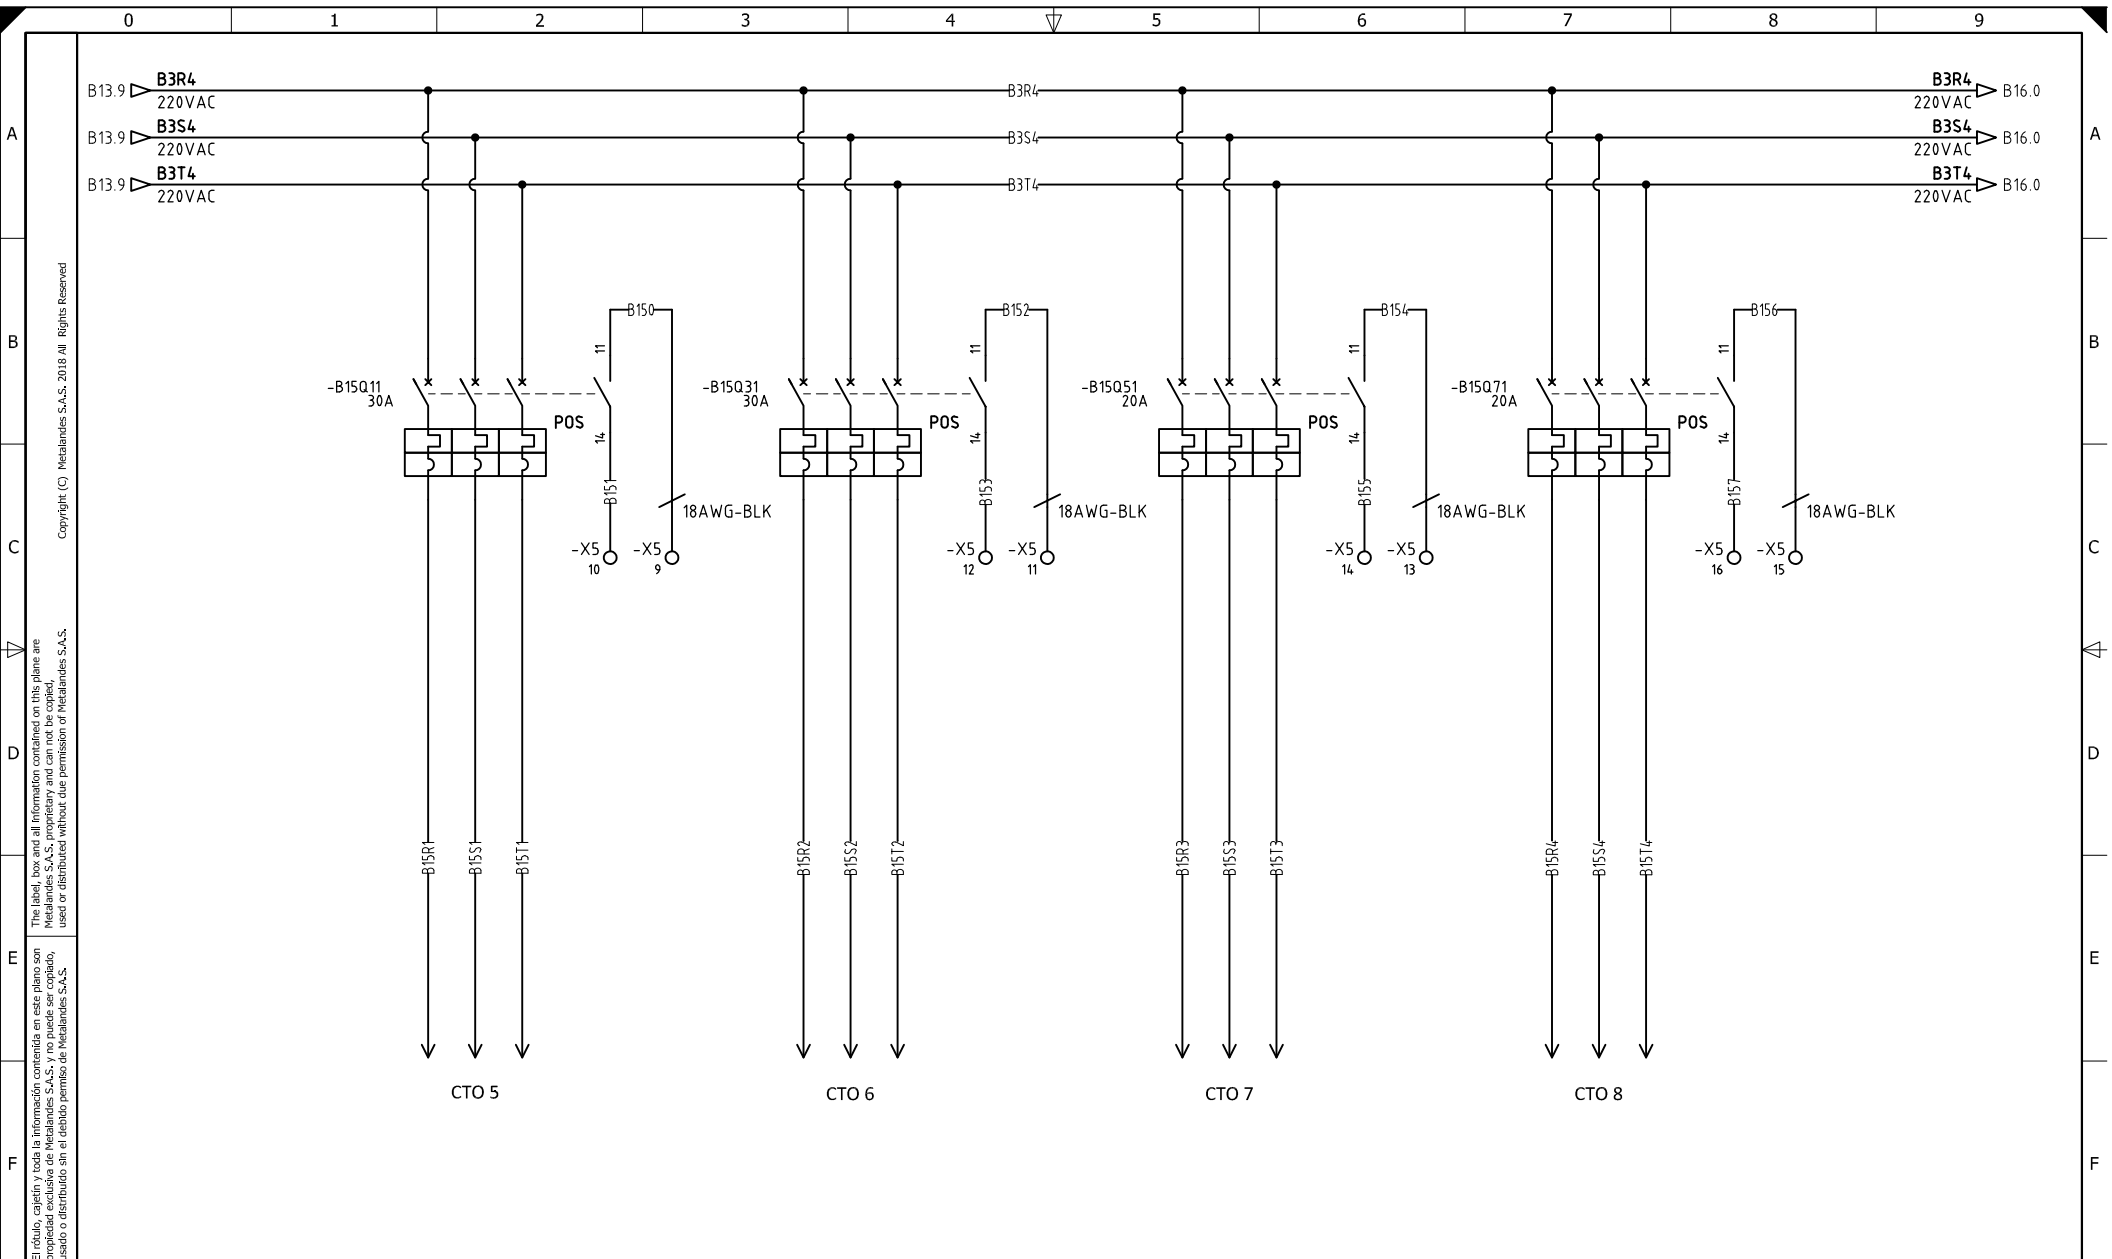 0 1 2 3 4 5 6 7 8 9
B13.9 B3R4 B3R4 B3R4 B16.0
220VAC 220VAC
A A
B13.9 B3S4 B3S4 B3S4 B16.0
220VAC 220VAC
B13.9 B3T4 B3T4 B3T4 B16.0
220VAC 220VAC
B150 B152 B154 B156
B B
11 11 11 11
-B15Q11 -B15Q31 -B15Q51 -B15Q71
30A 30A 20A 20A
POS POS POS POS
14 14 14 14
B151 B153 B155 B157
18AWG-BLK 18AWG-BLK 18AWG-BLK 18AWG-BLK
C C
-X5 -X5 -X5 -X5 -X5 -X5 -X5 -X5
10 9 12 11 14 13 16 15
D D
B15R1 B15S1 B15T1 B15R2 B15S2 B15T2 B15R3 B15S3 B15T3 B15R4 B15S4 B15T4
E E
CTO 5 CTO 6 CTO 7 CTO 8
F F
Copyright (C) Metalandes S.A.S. 2018 All Rights Reserved
The label, box and all information contained on this plane are
Metalandes S.A.S. proprietary and can not be copied,
used or distributed without due permission of Metalandes S.A.S.
El rótulo, cajetín y toda la información contenida en este plano son
propiedad exclusiva de Metalandes S.A.S. y no puede ser copiado,
usado o distribuido sin el debido permiso de Metalandes S.A.S.